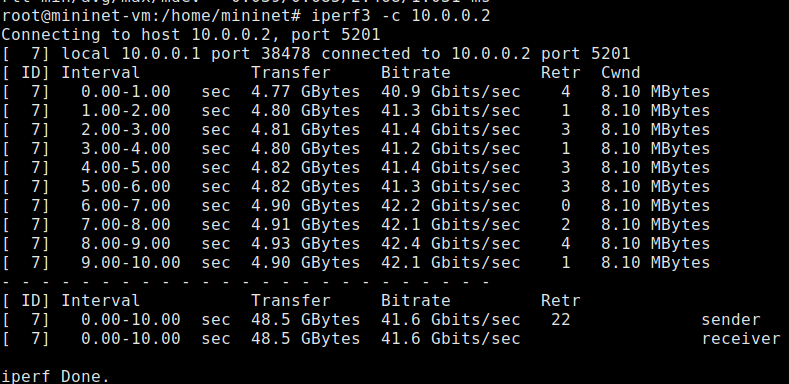 root@mininet-vm:/home/mininet# iperf3 -c 10.0.0.2
Connecting to host 10.0.0.2, port 5201
[  7] local 10.0.0.1 port 38478 connected to 10.0.0.2 port 5201
[ ID] Interval           Transfer     Bitrate         Retr  Cwnd
[  7]   0.00-1.00   sec  4.77 GBytes  40.9 Gbits/sec    4   8.10 MBytes
[  7]   1.00-2.00   sec  4.80 GBytes  41.3 Gbits/sec    1   8.10 MBytes
[  7]   2.00-3.00   sec  4.81 GBytes  41.4 Gbits/sec    3   8.10 MBytes
[  7]   3.00-4.00   sec  4.80 GBytes  41.2 Gbits/sec    1   8.10 MBytes
[  7]   4.00-5.00   sec  4.82 GBytes  41.4 Gbits/sec    3   8.10 MBytes
[  7]   5.00-6.00   sec  4.82 GBytes  41.3 Gbits/sec    3   8.10 MBytes
[  7]   6.00-7.00   sec  4.90 GBytes  42.2 Gbits/sec    0   8.10 MBytes
[  7]   7.00-8.00   sec  4.91 GBytes  42.1 Gbits/sec    2   8.10 MBytes
[  7]   8.00-9.00   sec  4.93 GBytes  42.4 Gbits/sec    4   8.10 MBytes
[  7]   9.00-10.00  sec  4.90 GBytes  42.1 Gbits/sec    1   8.10 MBytes
- - - - - - - - - - - - - - - - - - - - - - - - -
[ ID] Interval           Transfer     Bitrate         Retr
[  7]   0.00-10.00  sec  48.5 GBytes  41.6 Gbits/sec   22             sender
[  7]   0.00-10.00  sec  48.5 GBytes  41.6 Gbits/sec                  receiver
iperf Done.